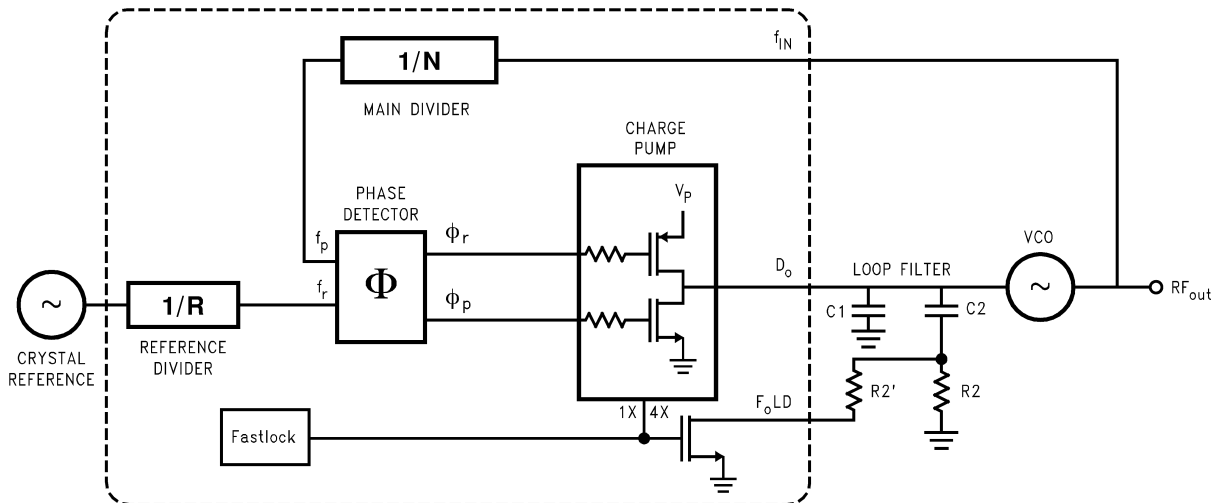 f_IN
1/N
MAIN DIVIDER
CHARGE
PUMP
V_P
PHASE
DETECTOR
f_p
ϕ_r
VCO
D_o
LOOP FILTER
Φ
~
~
1/R
f_r
ϕ_p
C1
C2
RF_out
CRYSTAL
REFERENCE
REFERENCE
DIVIDER
R2'
R2
1X
4X
F_oLD
Fastlock